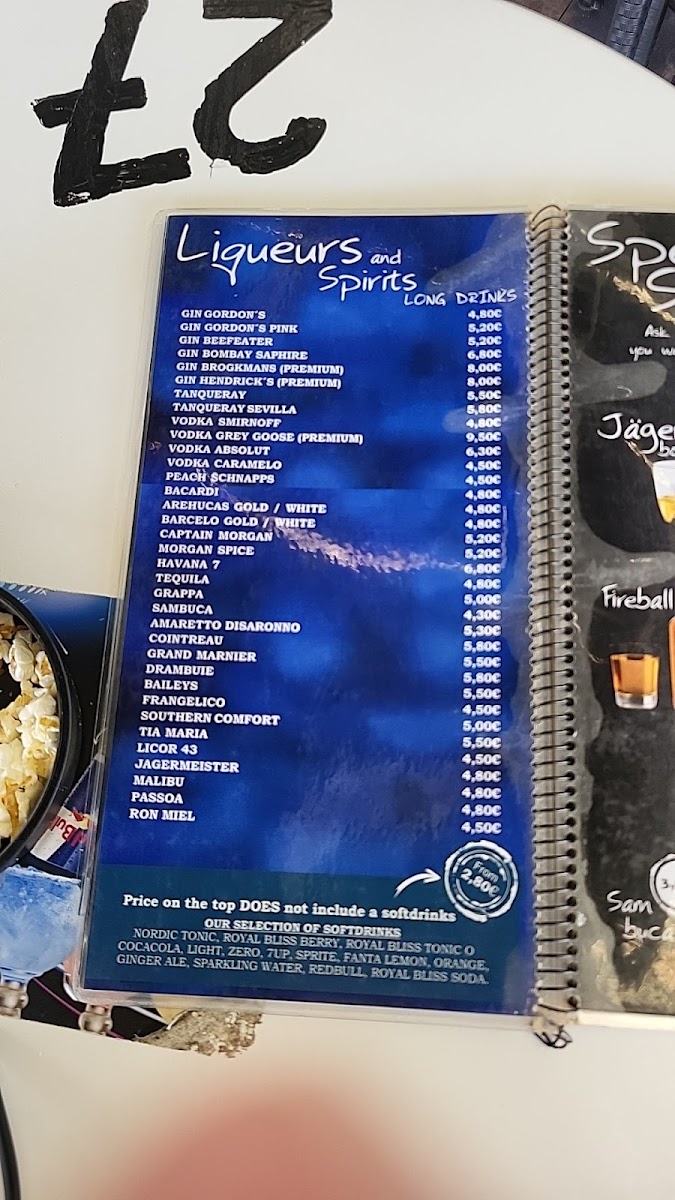 27
Liqueurs and
Spirits
LONG DRINKS
GIN GORDON´S 4,80€
GIN GORDON´S PINK 5,20€
GIN BEEFEATER 5,20€
GIN BOMBAY SAPHIRE 6,80€
GIN BROGKMANS (PREMIUM) 8,00€
GIN HENDRICK´S (PREMIUM) 8,00€
TANQUERAY 5,50€
TANQUERAY SEVILLA 5,80€
VODKA SMIRNOFF 4,80€
VODKA GREY GOOSE (PREMIUM) 9,50€
VODKA ABSOLUT 6,30€
VODKA CARAMELO 4,50€
PEACH SCHNAPPS 4,50€
BACARDI 4,80€
AREHUCAS GOLD / WHITE 4,80€
BARCELO GOLD / WHITE 4,80€
CAPTAIN MORGAN 5,20€
MORGAN SPICE 5,20€
HAVANA 7 6,80€
TEQUILA 4,80€
GRAPPA 5,00€
SAMBUCA 4,30€
AMARETTO DISARONNO 5,30€
COINTREAU 5,80€
GRAND MARNIER 5,50€
DRAMBUIE 5,80€
BAILEYS 5,50€
FRANGELICO 4,50€
SOUTHERN COMFORT 5,00€
TIA MARIA 5,50€
LICOR 43 4,50€
JAGERMEISTER 4,80€
MALIBU 4,80€
PASSOA 4,80€
RON MIEL 4,50€
From
2,80€
Price on the top DOES not include a softdrinks
OUR SELECTION OF SOFTDRINKS
NORDIC TONIC, ROYAL BLISS BERRY, ROYAL BLISS TONIC O
COCACOLA, LIGHT, ZERO, 7UP, SPRITE, FANTA LEMON, ORANGE,
GINGER ALE, SPARKLING WATER, REDBULL, ROYAL BLISS SODA.
Ask
you
Fireball
Sam
buca